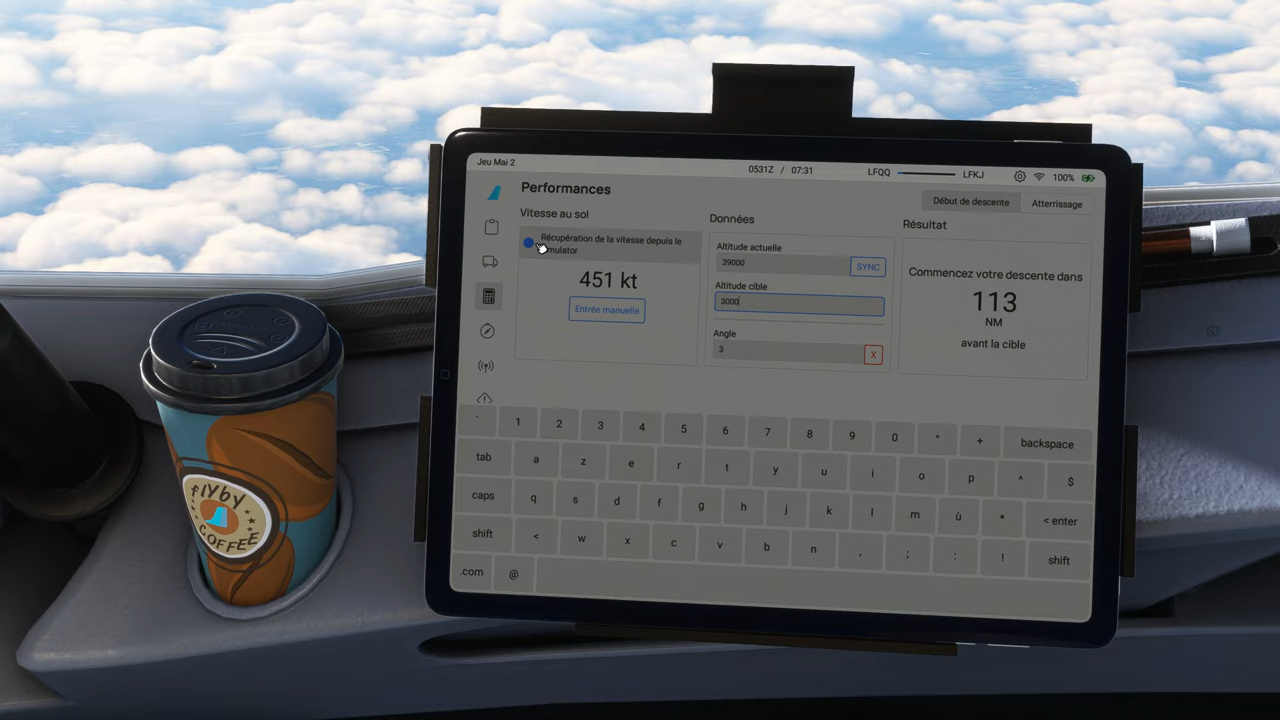 Jeu Mai 2
0531Z / 07:31
LFQQ
LFKJ
100%
Performances
Début de descente
Atterrissage
Vitesse au sol
Récupération de la vitesse depuis le
mulator
451 kt
Entrée manuelle
Données
Altitude actuelle
39000
SYNC
Altitude cible
3000
Angle
3
X
Résultat
Commencez votre descente dans
113
NM
avant la cible
` 1 2 3 4 5 6 7 8 9 0 ° + backspace
tab a z e r t y u i o p ^ $
caps q s d f g h j k l m ù * < enter
shift < w x c v b n , ; : ! shift
.com @
flyby
COFFEE